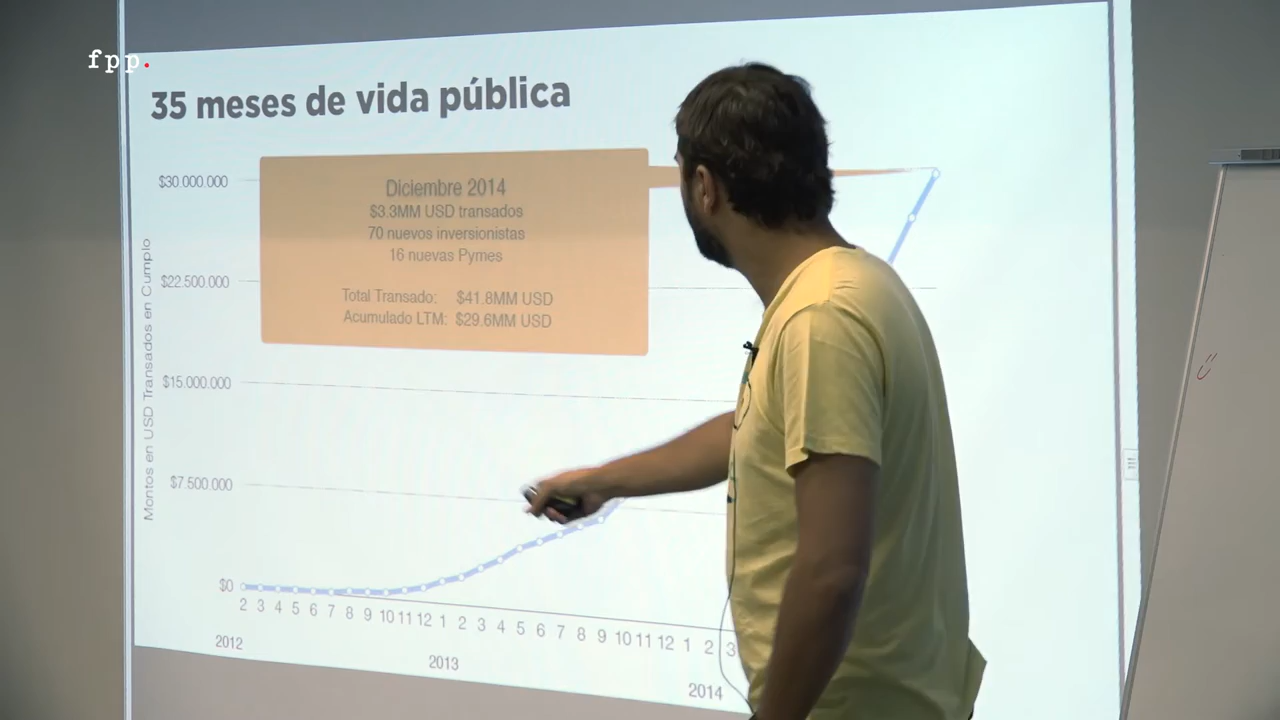 fpp.
35 meses de vida pública
Diciembre 2014
$3.3MM USD transados
70 nuevos inversionistas
16 nuevas Pymes
Total Transado: $41.8MM USD
Acumulado LTM: $29.6MM USD
Montos en USD Transados en Cumplo
$30.000.000
$22.500.000
$15.000.000
$7.500.000
$0
2 3 4 5 6 7 8 9 10 11 12 1 2 3 4 5 6 7 8 9 10 11 12 1 2 3
2012
2013
2014